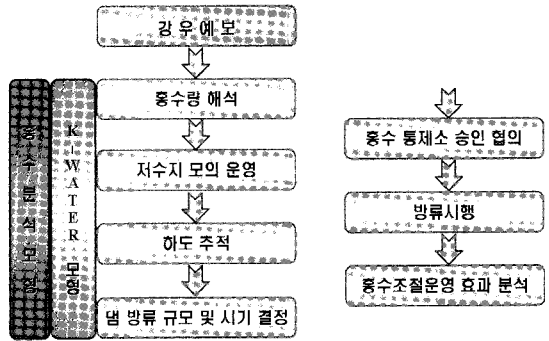 강우예보
홍수량 해석
저수지 모의 운영
하도 추적
댐 방류 규모 및 시기 결정
홍수분석모형
K-WATER 모형
홍수 통제소 승인 협의
방류시행
홍수조절운영 효과 분석